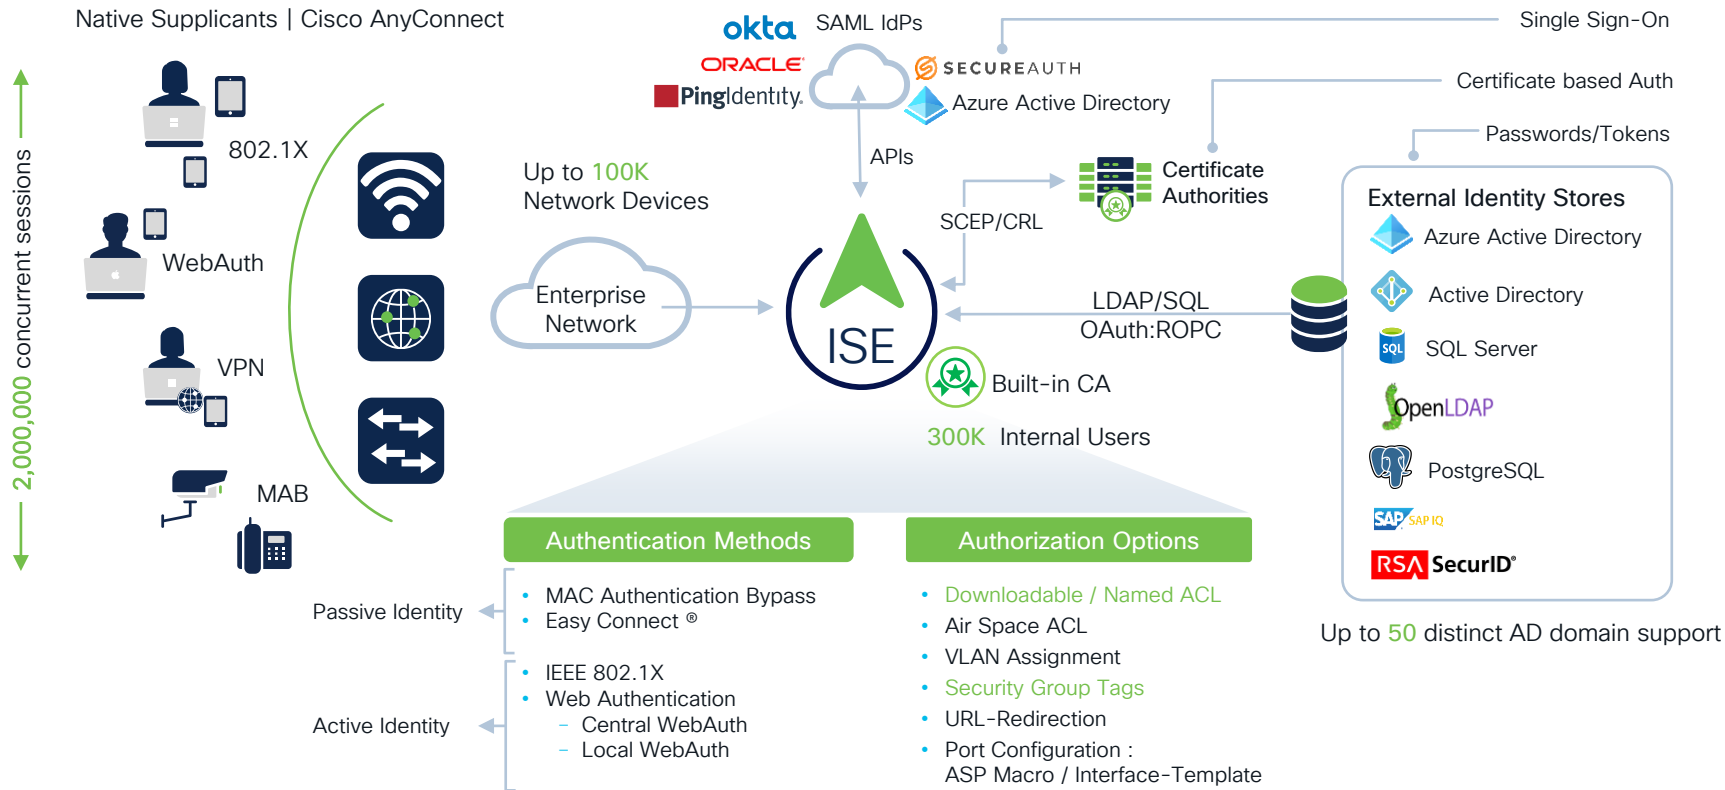 Native Supplicants | Cisco AnyConnect
2,000,000 concurrent sessions
802.1X
WebAuth
VPN
MAB
Up to 100K
Network Devices
Enterprise
Network
okta
ORACLE
PingIdentity.
SAML IdPs
SECUREAUTH
Azure Active Directory
APIs
Single Sign-On
Certificate based Auth
Passwords/Tokens
Certificate
Authorities
SCEP/CRL
ISE
LDAP/SQL
OAuth:ROPC
Built-in CA
300K Internal Users
External Identity Stores
Azure Active Directory
Active Directory
SQL
SQL Server
OpenLDAP
PostgreSQL
SAP SAP IQ
RSA SecurID®
Up to 50 distinct AD domain support
Authentication Methods
Passive Identity
• MAC Authentication Bypass
• Easy Connect ®
Active Identity
• IEEE 802.1X
• Web Authentication
– Central WebAuth
– Local WebAuth
Authorization Options
• Downloadable / Named ACL
• Air Space ACL
• VLAN Assignment
• Security Group Tags
• URL-Redirection
• Port Configuration :
ASP Macro / Interface-Template